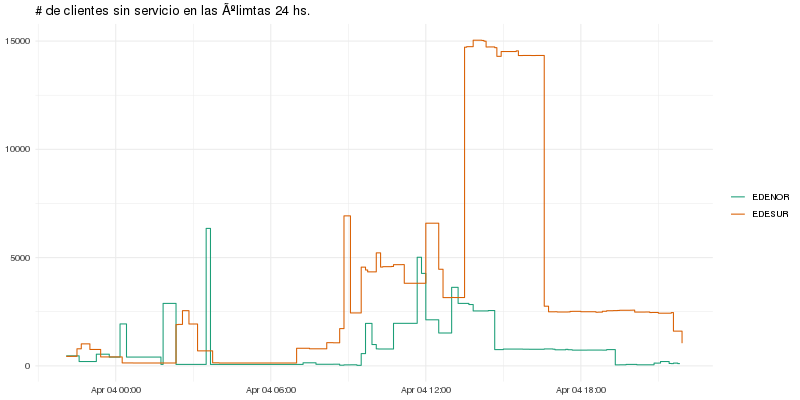 # de clientes sin servicio en las Ãºlimtas 24 hs.
15000
10000
5000
0
Apr 04 00:00
Apr 04 06:00
Apr 04 12:00
Apr 04 18:00
EDENOR
EDESUR